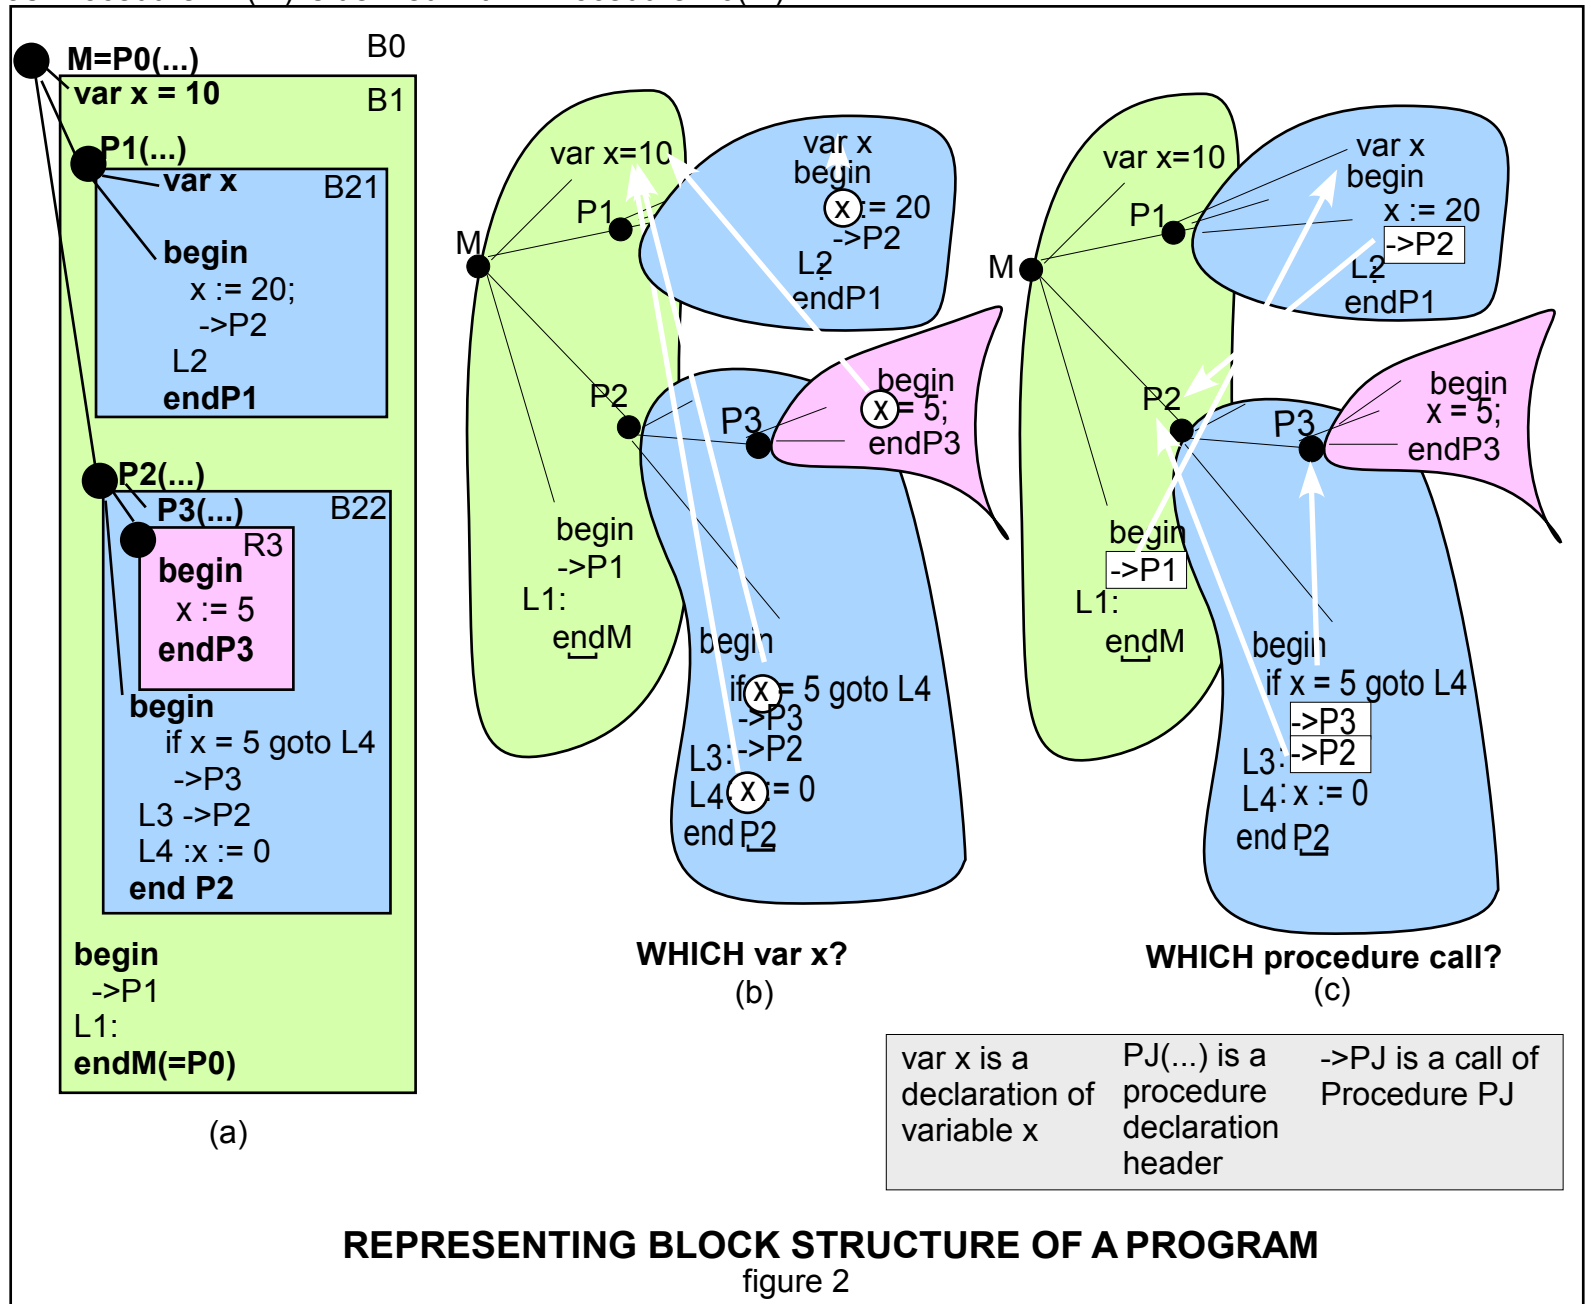 M=P0(...)
B0
var x = 10
B1
P1(...)
var x
B21
begin
x := 20;
->P2
L2
endP1
P2(...)
P3(...)
B22
R3
begin
x := 5
endP3
begin
if x = 5 goto L4
->P3
L3 ->P2
L4 :x := 0
end P2
begin
->P1
L1:
endM(=P0)
(a)
var x=10
P1
M
P2
begin
->P1
L1:
endM
var x
begin
x := 20
->P2
L2:
endP1
P3
begin
x = 5;
endP3
begin
if x = 5 goto L4
->P3
L3:->P2
L4: x := 0
end P2
WHICH var x?
(b)
var x=10
P1
M
P2
begin
->P1
L1:
endM
var x
begin
x := 20
->P2
L2:
endP1
P3
begin
x = 5;
endP3
begin
if x = 5 goto L4
->P3
L3: ->P2
L4: x := 0
end P2
WHICH procedure call?
(c)
var x is a
declaration of
variable x
PJ(...) is a
procedure
declaration
header
->PJ is a call of
Procedure PJ
REPRESENTING BLOCK STRUCTURE OF A PROGRAM
figure 2